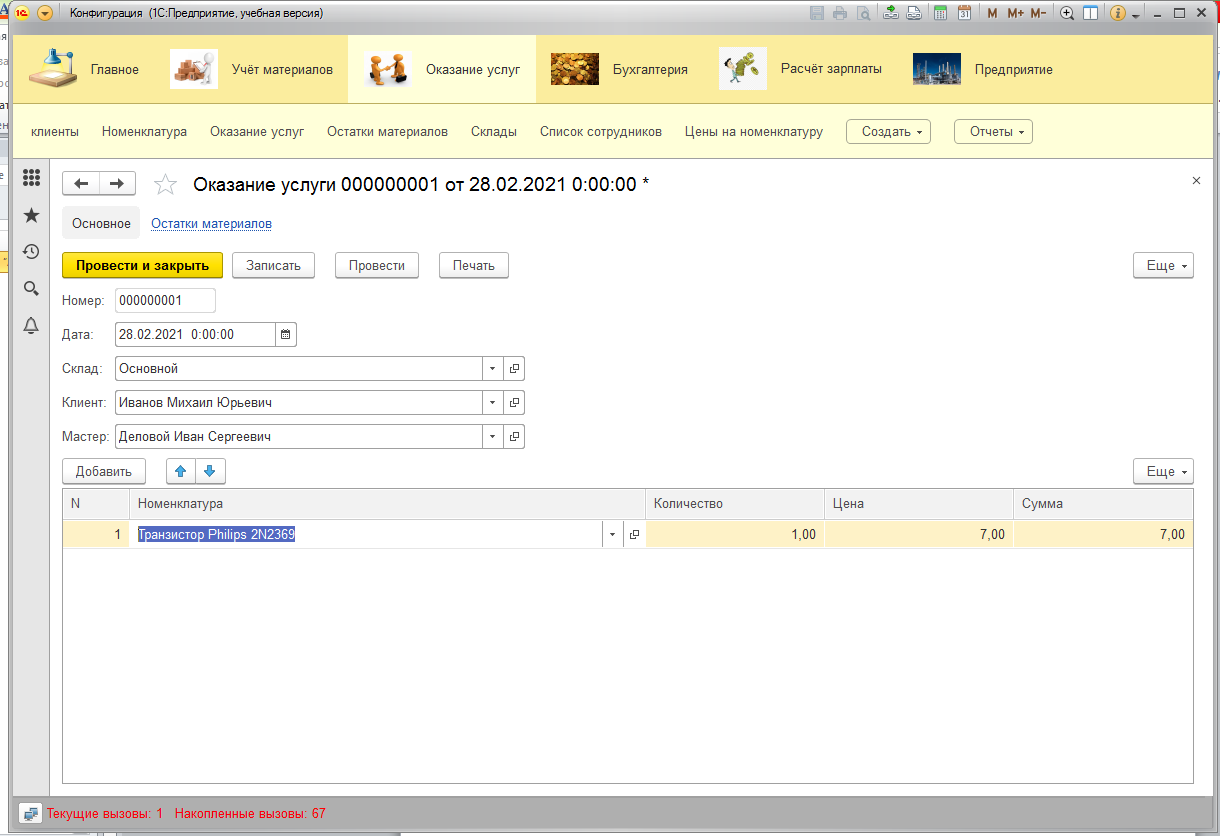 Конфигурация (1С:Предприятие, учебная версия)
M M+ M-
Главное Учёт материалов Оказание услуг Бухгалтерия Расчёт зарплаты Предприятие
клиенты Номенклатура Оказание услуг Остатки материалов Склады Список сотрудников Цены на номенклатуру Создать Отчеты
Оказание услуги 000000001 от 28.02.2021 0:00:00 *
Основное Остатки материалов
Провести и закрыть Записать Провести Печать Еще
Номер: 000000001
Дата: 28.02.2021 0:00:00
Склад: Основной
Клиент: Иванов Михаил Юрьевич
Мастер: Деловой Иван Сергеевич
Добавить Еще
N Номенклатура Количество Цена Сумма
1 Транзистор Philips 2N2369 1,00 7,00 7,00
Текущие вызовы: 1 Накопленные вызовы: 67